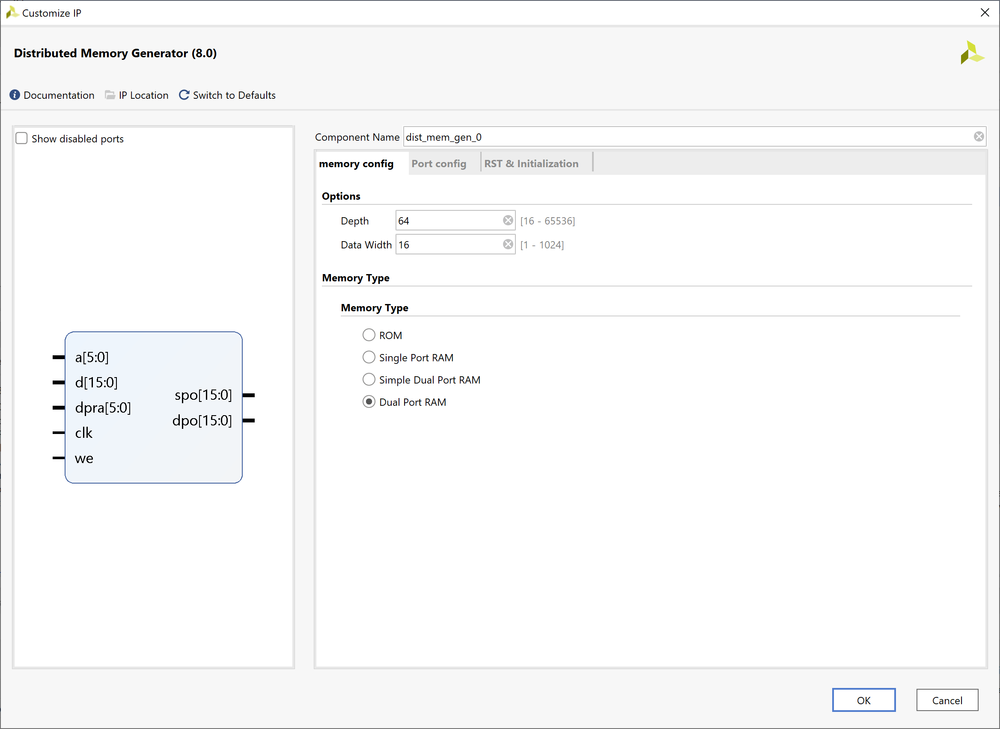 Customize IP
Distributed Memory Generator (8.0)
Documentation IP Location Switch to Defaults
Show disabled ports
a[5:0]
d[15:0]
dpra[5:0]
clk
we
spo[15:0]
dpo[15:0]
Component Name dist_mem_gen_0
memory config Port config RST & Initialization
Options
Depth 64 [16 - 65536]
Data Width 16 [1 - 1024]
Memory Type
Memory Type
ROM
Single Port RAM
Simple Dual Port RAM
Dual Port RAM
OK Cancel